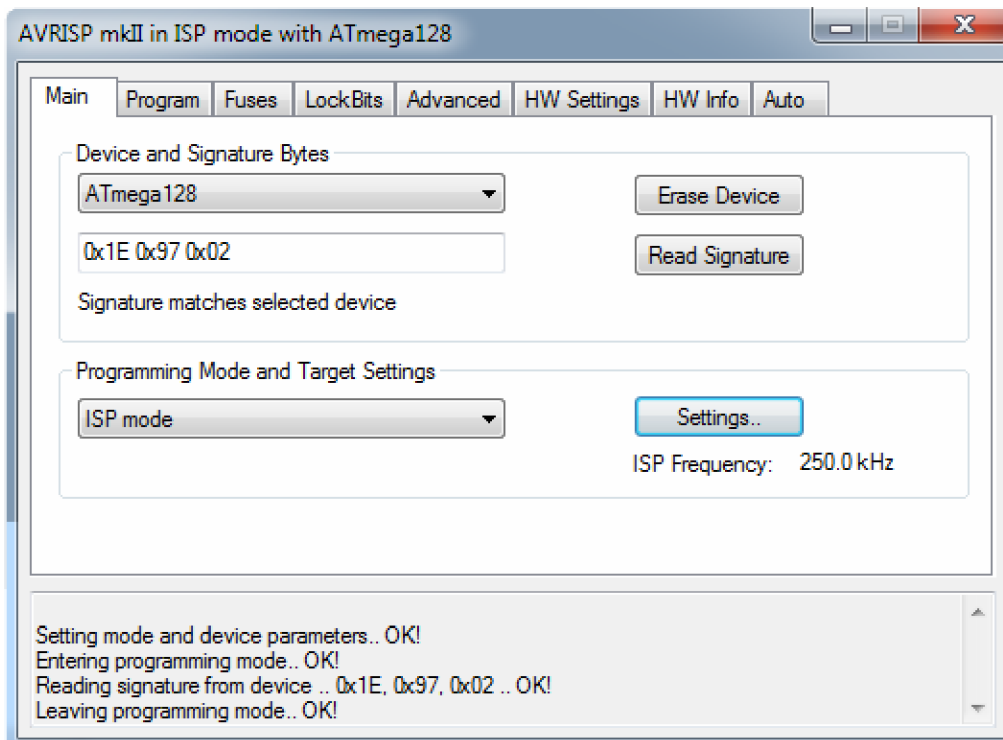 AVRISP mkII in ISP mode with ATmega128
Main Program Fuses LockBits Advanced HW Settings HW Info Auto
Device and Signature Bytes
ATmega128 Erase Device
0x1E 0x97 0x02 Read Signature
Signature matches selected device
Programming Mode and Target Settings
ISP mode Settings..
ISP Frequency: 250.0 kHz
Setting mode and device parameters.. OK!
Entering programming mode.. OK!
Reading signature from device .. 0x1E, 0x97, 0x02 .. OK!
Leaving programming mode.. OK!